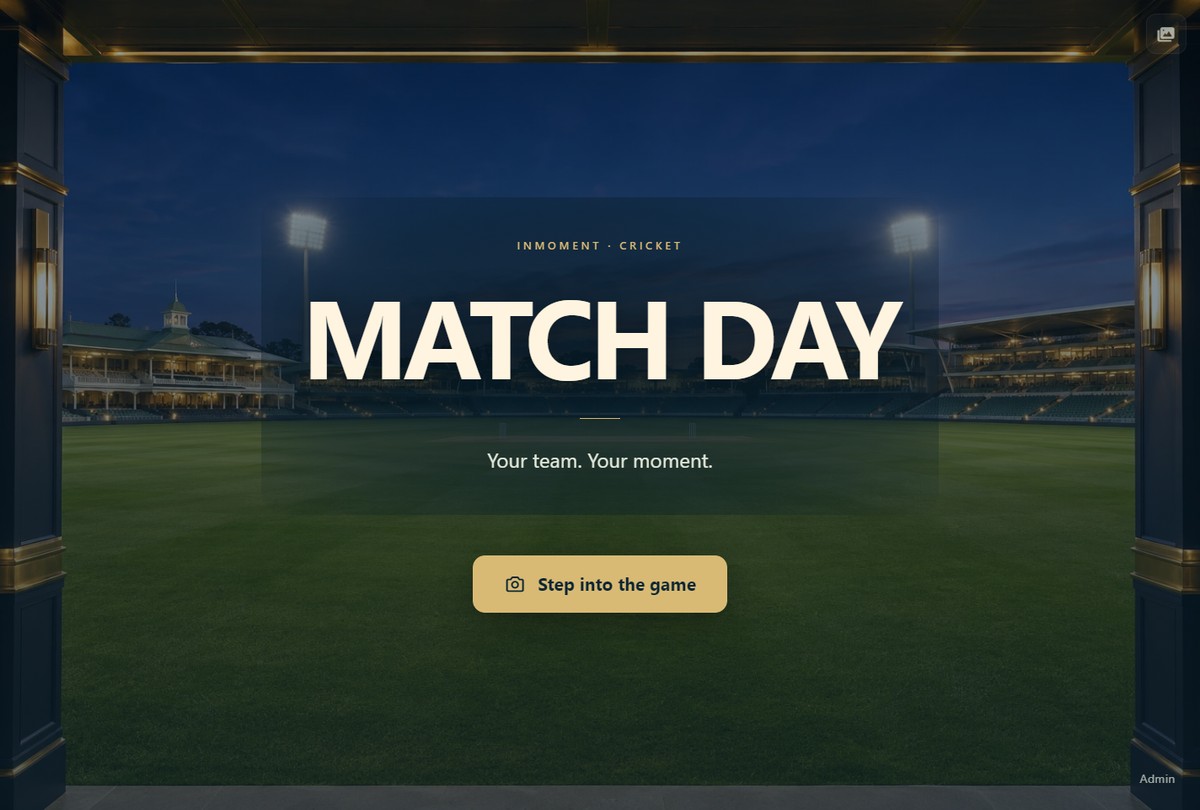 INMOMENT · CRICKET
MATCH DAY
Your team. Your moment.
Step into the game
Admin